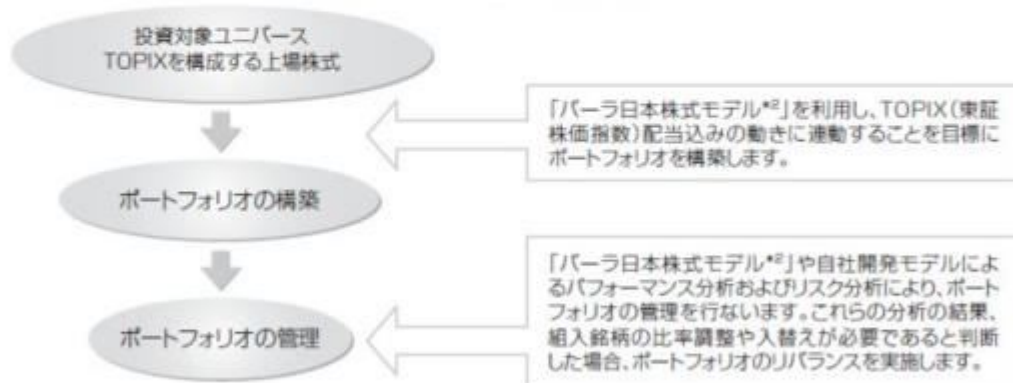 投資対象ユニバース
TOPIXを構成する上場株式
「バーラ日本株式モデル*2」を利用し、TOPIX(東証
株価指数)配当込みの動きに連動することを目標に
ポートフォリオを構築します。
ポートフォリオの構築
「バーラ日本株式モデル*2」や自社開発モデルによ
るパフォーマンス分析およびリスク分析により、ポート
フォリオの管理を行ないます。これらの分析の結果、
組入銘柄の比率調整や入替えが必要であると判断
した場合、ポートフォリオのリバランスを実施します。
ポートフォリオの管理